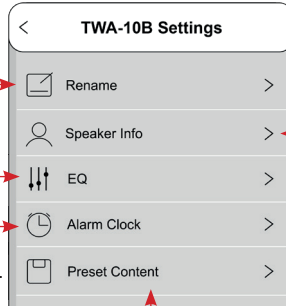 TWA-10B Settings
Rename
Speaker Info
EQ
Alarm Clock
Preset Content